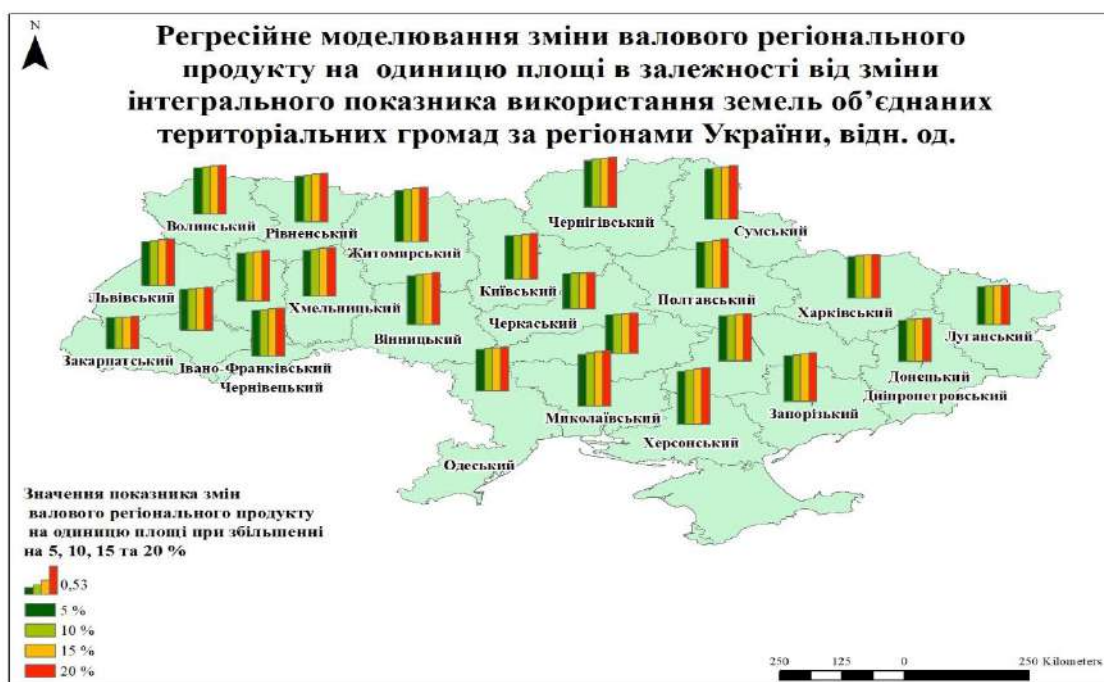 N
Регресійне моделювання зміни валового регіонального
продукту на одиницю площі в залежності від зміни
інтегрального показника використання земель об’єднаних
територіальних громад за регіонами України, відн. од.
Волинський
Рівненський
Житомирський
Чернігівський
Сумський
Львівський
Хмельницький
Київський
Полтавський
Харківський
Луганський
Закарпатський
Івано-Франківський
Чернівецький
Вінницький
Черкаський
Донецький
Дніпропетровський
Миколаївський
Запорізький
Херсонський
Одеський
Значення показника змін
валового регіонального продукту
на одиницю площі при збільшенні
на 5, 10, 15 та 20 %
0,53
5 %
10 %
15 %
20 %
250 125 0 250 Kilometers